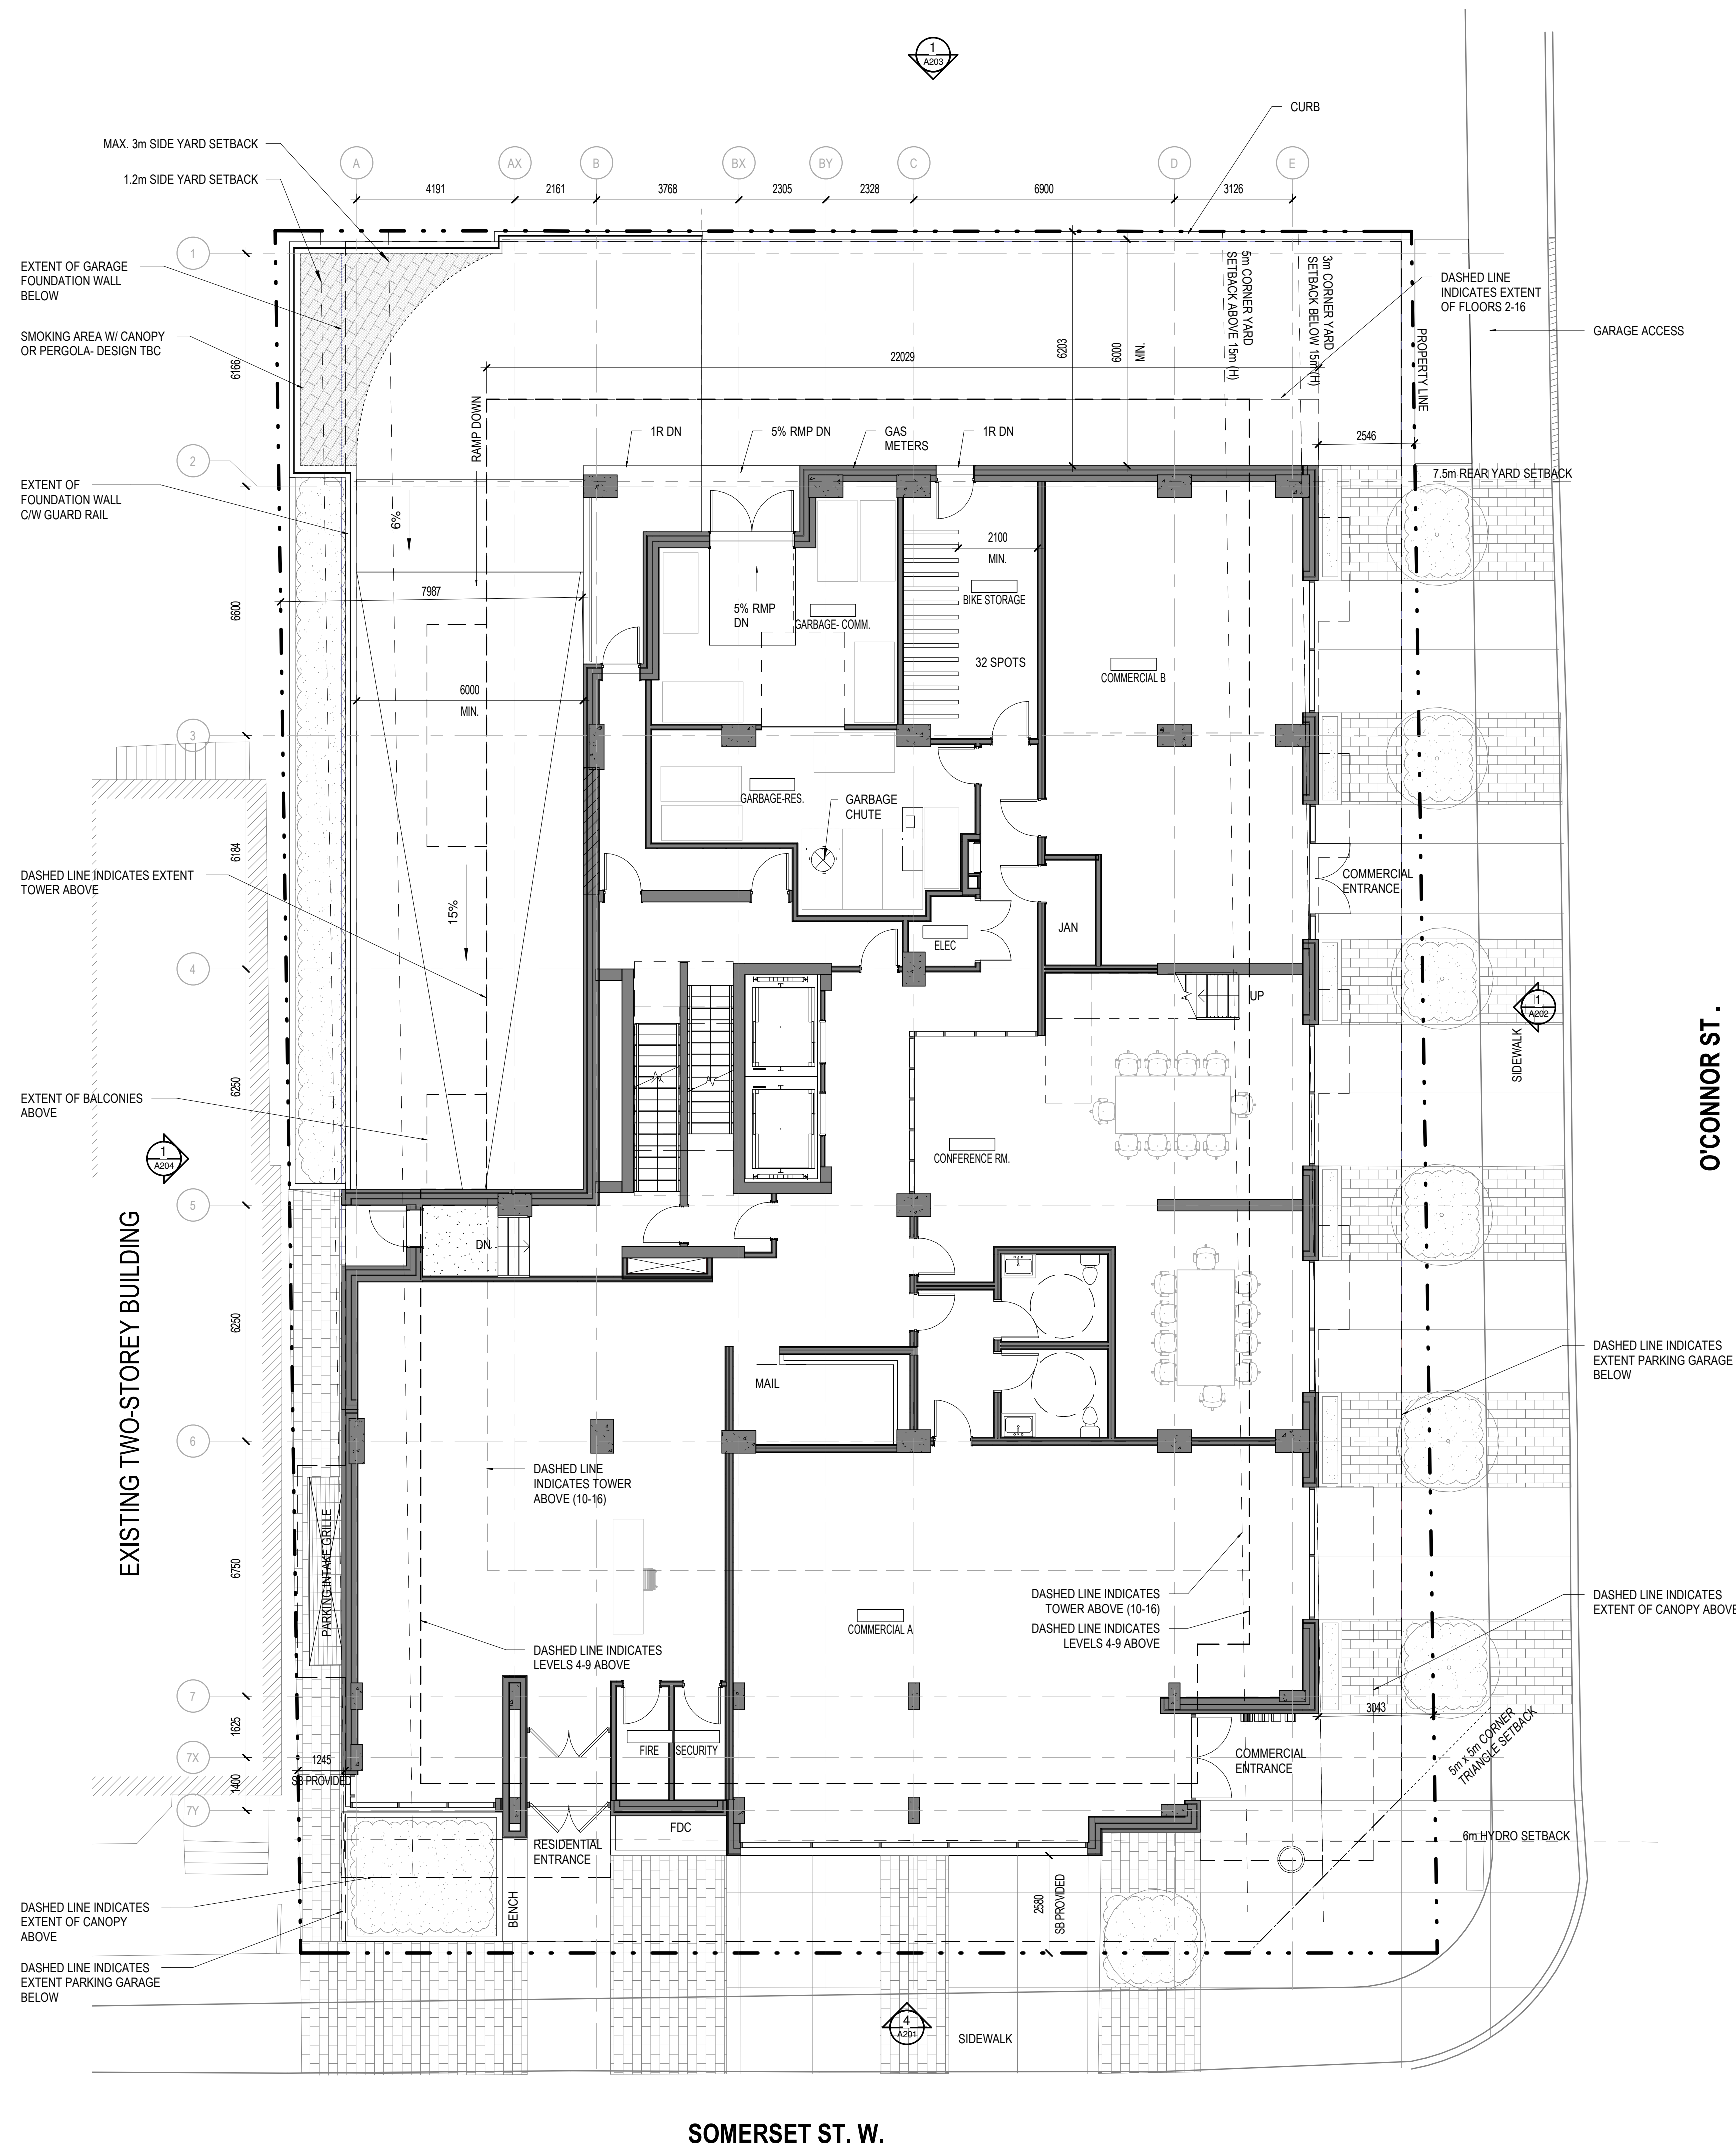 1
A203
CURB
MAX. 3m SIDE YARD SETBACK
1.2m SIDE YARD SETBACK
A
AX
B
BX
BY
C
D
E
4191
2161
3768
2305
2328
6900
3126
1
EXTENT OF GARAGE
FOUNDATION WALL
BELOW
SMOKING AREA W/ CANOPY
OR PERGOLA- DESIGN TBC
6166
5m CORNER YARD
SETBACK ABOVE 15m (H)
3m CORNER YARD
SETBACK BELOW 15m (H)
DASHED LINE
INDICATES EXTENT
OF FLOORS 2-16
GARAGE ACCESS
PROPERTY LINE
22029
6203
6000
MIN.
RAMP DOWN
1R DN
5% RMP DN
GAS
METERS
1R DN
2546
2
7.5m REAR YARD SETBACK
EXTENT OF
FOUNDATION WALL
C/W GUARD RAIL
6%
2100
MIN.
7987
6600
5% RMP
DN
GARBAGE- COMM.
BIKE STORAGE
32 SPOTS
COMMERCIAL B
6000
MIN.
3
GARBAGE-RES.
GARBAGE
CHUTE
6184
DASHED LINE INDICATES EXTENT
TOWER ABOVE
COMMERCIAL
ENTRANCE
15%
ELEC
JAN
4
UP
1
A202
SIDEWALK
O'CONNOR ST .
6250
EXTENT OF BALCONIES
ABOVE
1
A204
CONFERENCE RM.
5
DN
EXISTING TWO-STOREY BUILDING
6250
DASHED LINE INDICATES
EXTENT PARKING GARAGE
BELOW
MAIL
6
DASHED LINE
INDICATES TOWER
ABOVE (10-16)
PARKING INTAKE GRILLE
6750
DASHED LINE INDICATES
TOWER ABOVE (10-16)
DASHED LINE INDICATES
LEVELS 4-9 ABOVE
DASHED LINE INDICATES
EXTENT OF CANOPY ABOVE
COMMERCIAL A
DASHED LINE INDICATES
LEVELS 4-9 ABOVE
7
3043
1625
5m x 5m CORNER
TRIANGLE SETBACK
FIRE
SECURITY
COMMERCIAL
ENTRANCE
7X
1245
SB PROVIDED
1400
7Y
FDC
RESIDENTIAL
ENTRANCE
6m HYDRO SETBACK
BENCH
2580
SB PROVIDED
DASHED LINE INDICATES
EXTENT OF CANOPY
ABOVE
DASHED LINE INDICATES
EXTENT PARKING GARAGE
BELOW
4
A201
SIDEWALK
SOMERSET ST. W.